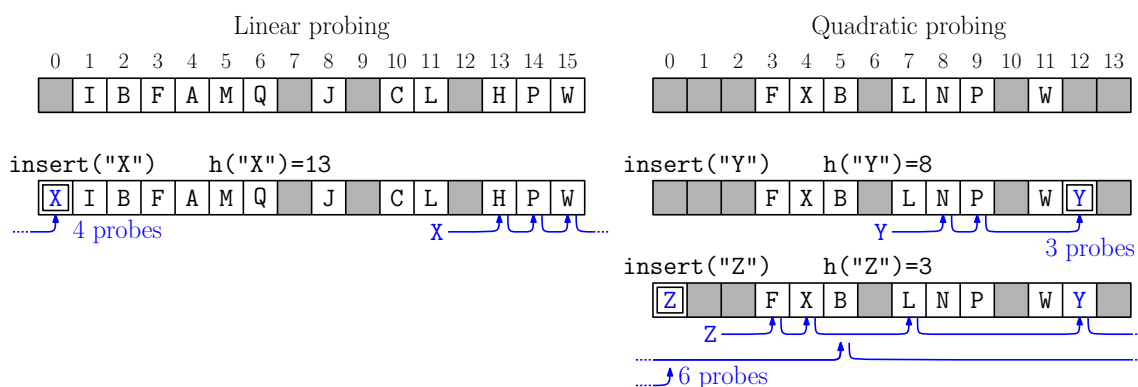 Linear probing
0 1 2 3 4 5 6 7 8 9 10 11 12 13 14 15
I B F A M Q J C L H P W
insert("X") h("X")=13
X I B F A M Q J C L H P W
4 probes
X
Quadratic probing
0 1 2 3 4 5 6 7 8 9 10 11 12 13
F X B L N P W
insert("Y") h("Y")=8
F X B L N P W Y
Y
3 probes
insert("Z") h("Z")=3
Z F X B L N P W Y
Z
6 probes